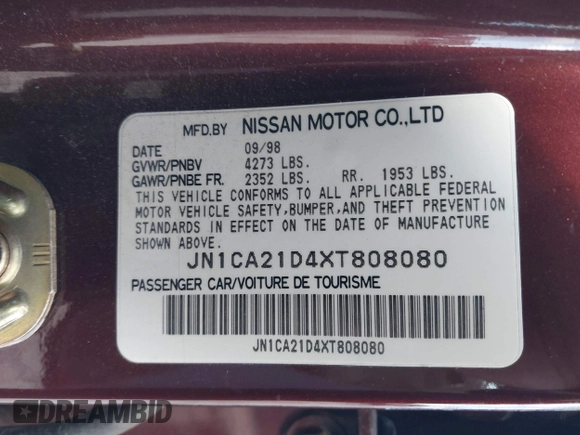 MFD.BY NISSAN MOTOR CO.,LTD
DATE 09/98
GVWR/PNBV 4273 LBS.
GAWR/PNBE FR. 2352 LBS. RR. 1953 LBS.
THIS VEHICLE CONFORMS TO ALL APPLICABLE FEDERAL
MOTOR VEHICLE SAFETY,BUMPER,AND THEFT PREVENTION
STANDARDS IN EFFECT ON THE DATE OF MANUFACTURE
SHOWN ABOVE.
JN1CA21D4XT808080
PASSENGER CAR/VOITURE DE TOURISME
JN1CA21D4XT808080
DREAMBID